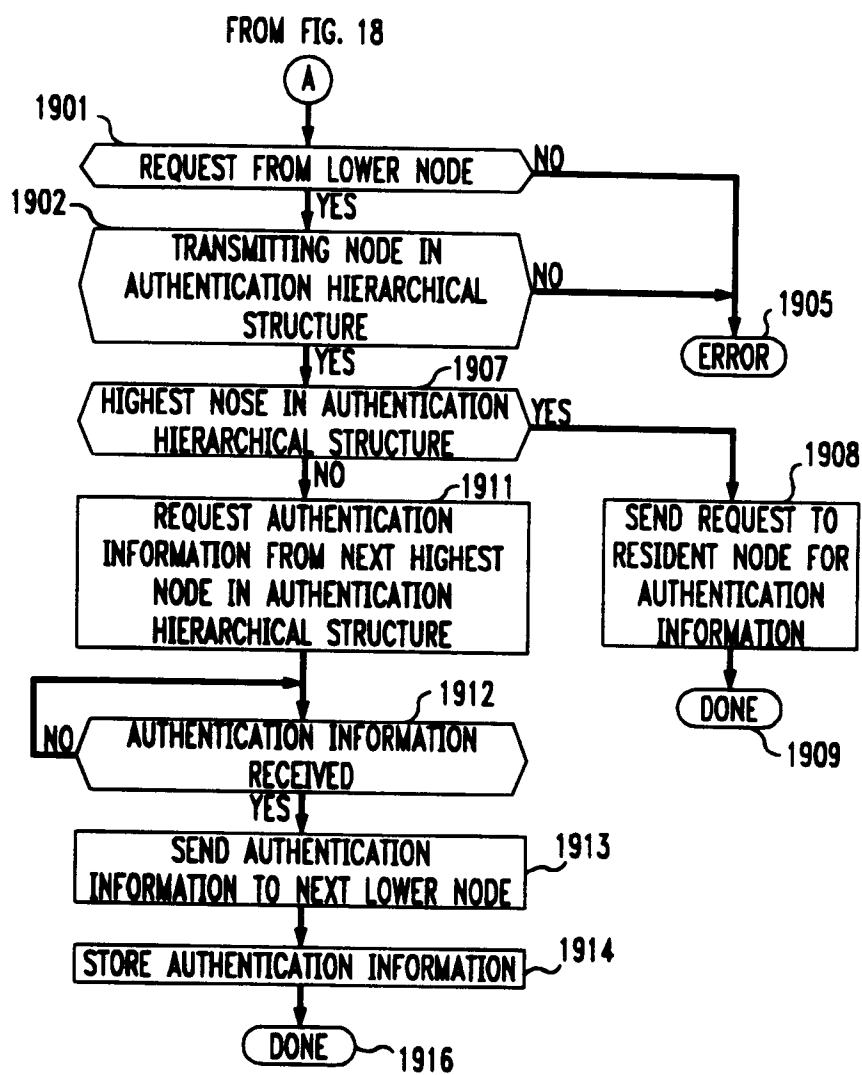 FROM FIG. 18
A
1901
REQUEST FROM LOWER NODE
NO
YES
1902
TRANSMITTING NODE IN
AUTHENTICATION HIERARCHICAL
STRUCTURE
NO
1905
ERROR
YES
1907
HIGHEST NOSE IN AUTHENTICATION
HIERARCHICAL STRUCTURE
YES
NO
1908
SEND REQUEST TO
RESIDENT NODE FOR
AUTHENTICATION
INFORMATION
DONE
1909
1911
REQUEST AUTHENTICATION
INFORMATION FROM NEXT HIGHEST
NODE IN AUTHENTICATION
HIERARCHICAL STRUCTURE
1912
NO
AUTHENTICATION INFORMATION
RECEIVED
YES
SEND AUTHENTICATION
INFORMATION TO NEXT LOWER NODE
1913
STORE AUTHENTICATION INFORMATION
1914
DONE
1916